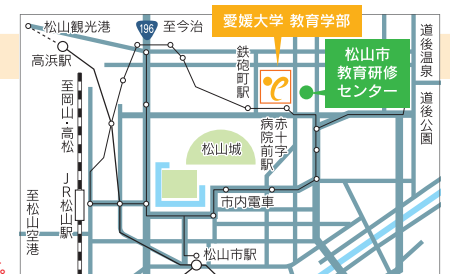 松山観光港
196
至今治
愛媛大学 教育学部
高浜駅
鉄砲町駅
松山市
教育研修
センター
道後温泉
道後公園
至岡山・高松
赤十字
病院前駅
松山城
JR松山駅
至松山空港
市内電車
松山市駅